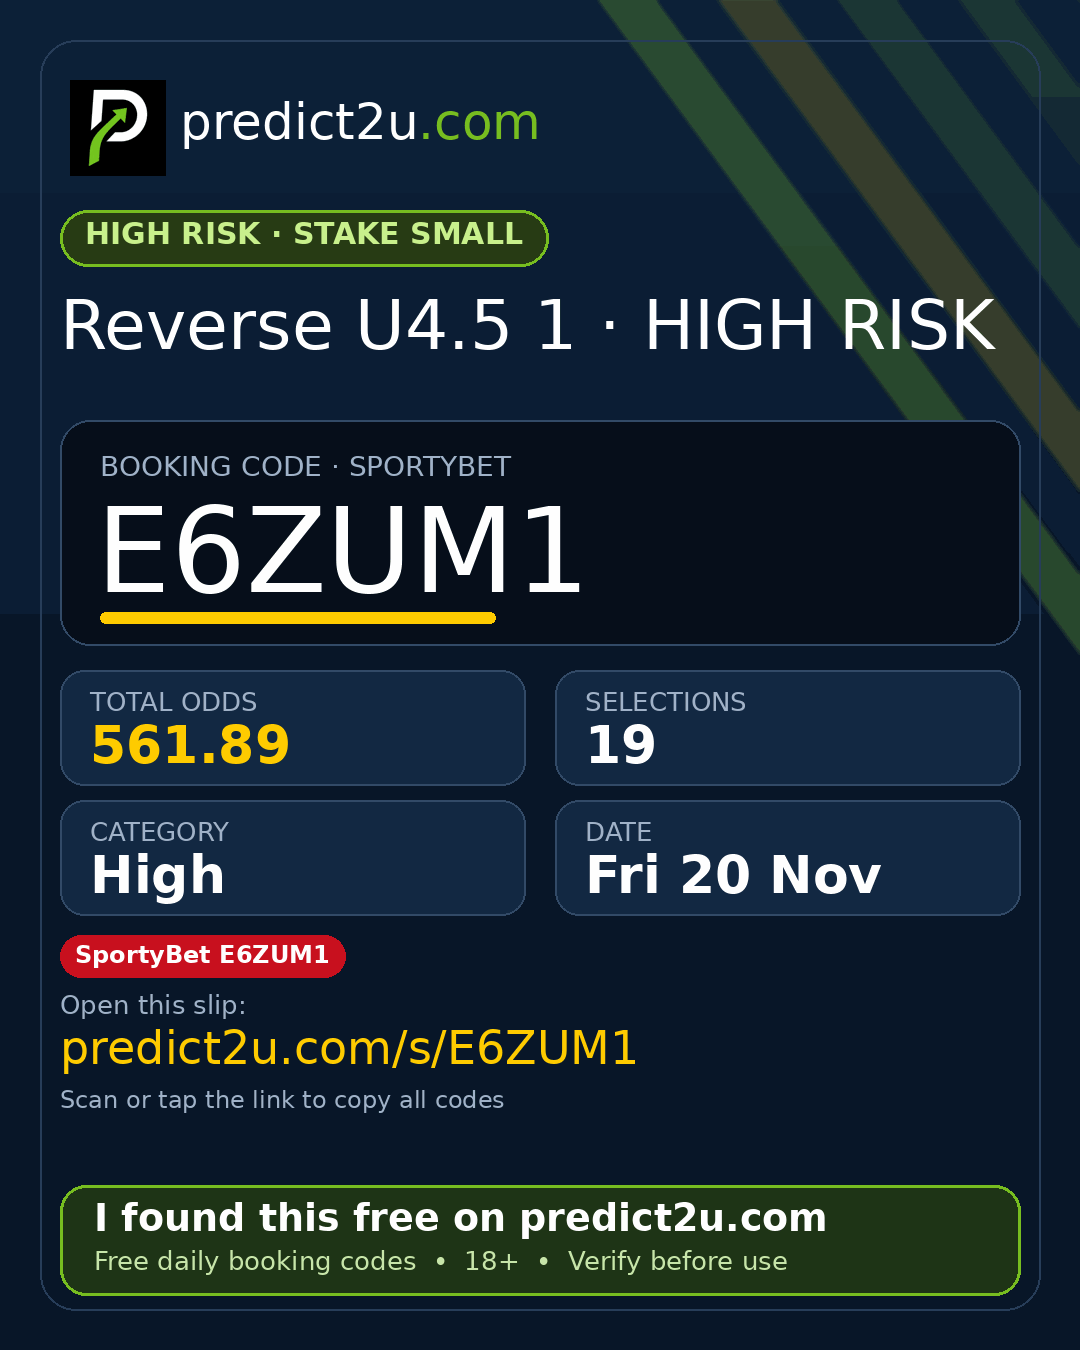 predict2u.com
HIGH RISK · STAKE SMALL
Reverse U4.5 1 · HIGH RISK
BOOKING CODE · SPORTYBET
E6ZUM1
TOTAL ODDS
561.89
SELECTIONS
19
CATEGORY
High
DATE
Fri 20 Nov
SportyBet E6ZUM1
Open this slip:
predict2u.com/s/E6ZUM1
Scan or tap the link to copy all codes
I found this free on predict2u.com
Free daily booking codes • 18+ • Verify before use